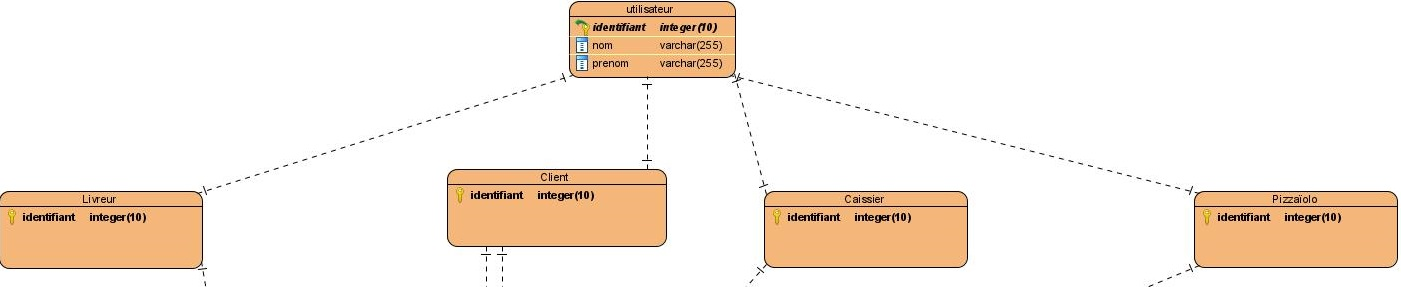 utilisateur
identifiant integer(10)
nom varchar(255)
prenom varchar(255)
Livreur
identifiant integer(10)
Client
identifiant integer(10)
Caissier
identifiant integer(10)
Pizzaïolo
identifiant integer(10)